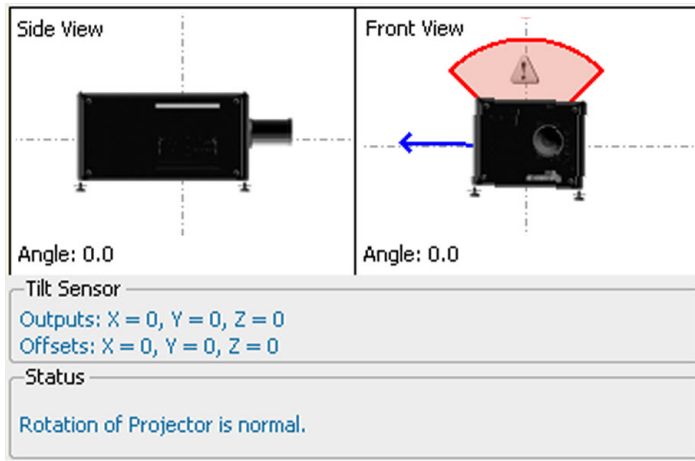 Side View
Front View
Angle: 0.0
Angle: 0.0
Tilt Sensor
Outputs: X = 0, Y = 0, Z = 0
Offsets: X = 0, Y = 0, Z = 0
Status
Rotation of Projector is normal.